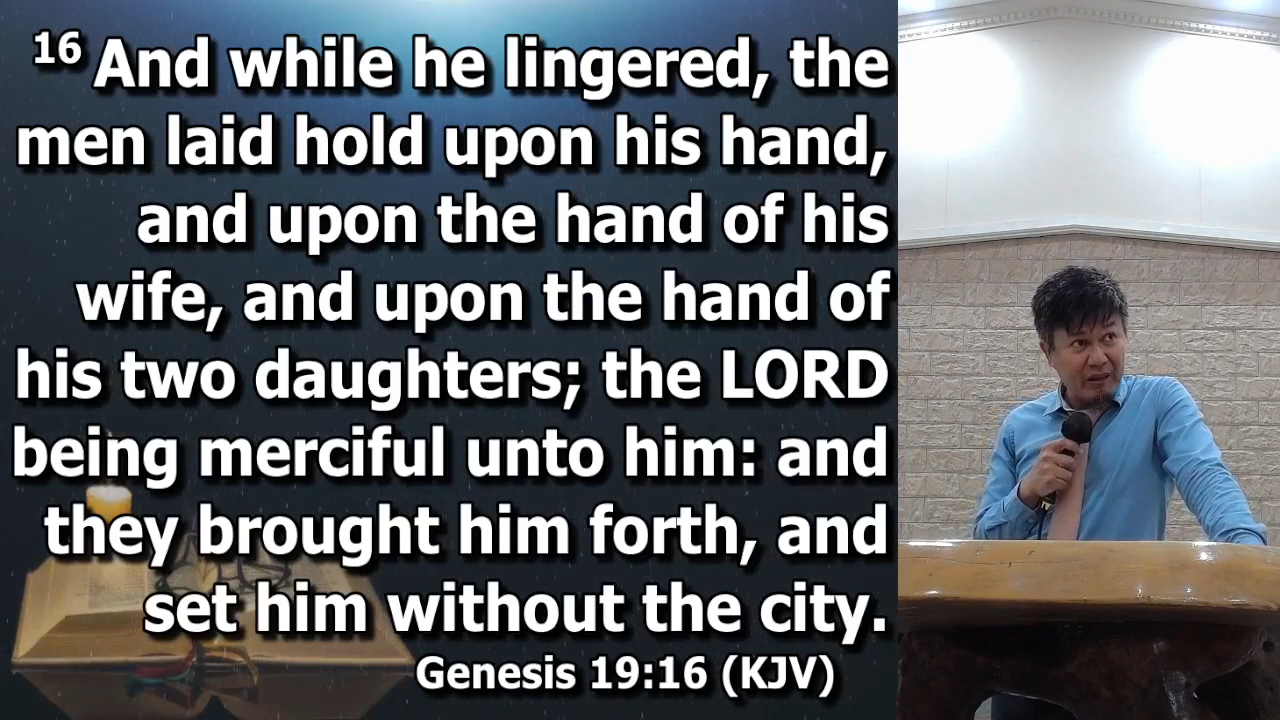 16 And while he lingered, the
men laid hold upon his hand,
and upon the hand of his
wife, and upon the hand of
his two daughters; the LORD
being merciful unto him: and
they brought him forth, and
set him without the city.
Genesis 19:16 (KJV)